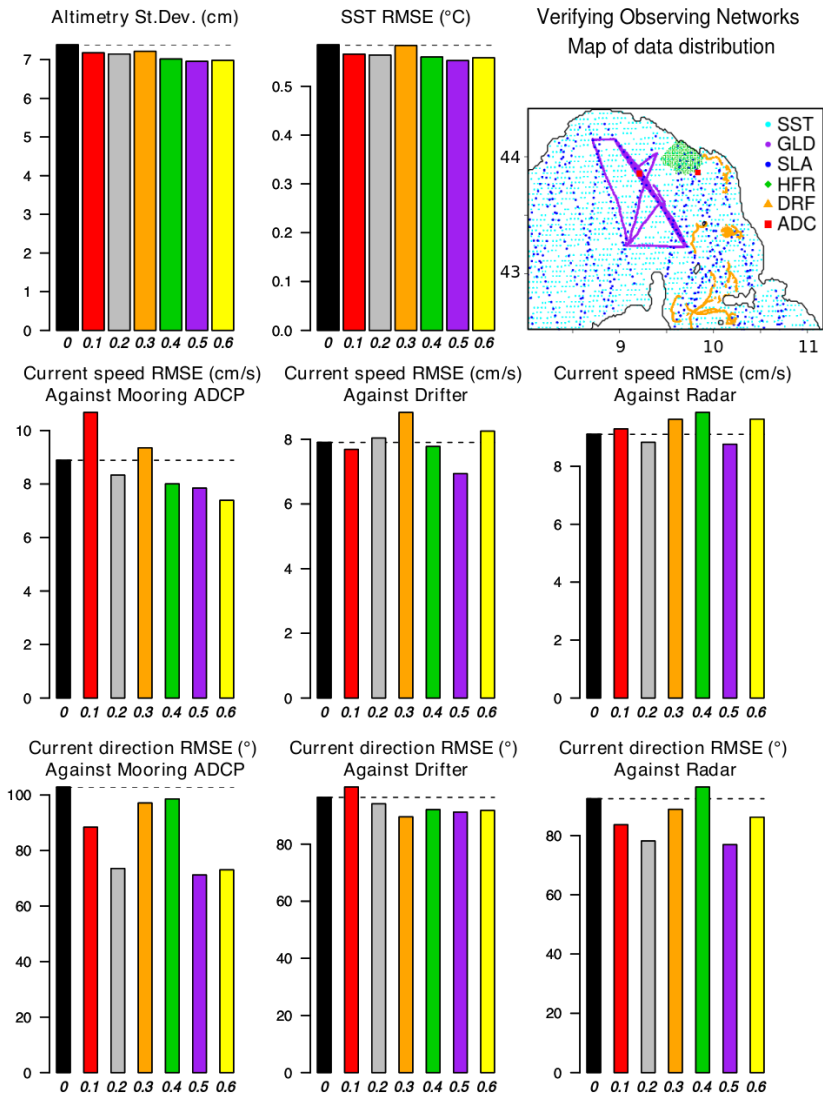 Altimetry St.Dev. (cm)
0
1
2
3
4
5
6
7
0 0.1 0.2 0.3 0.4 0.5 0.6
SST RMSE (°C)
0.0
0.1
0.2
0.3
0.4
0.5
0 0.1 0.2 0.3 0.4 0.5 0.6
Verifying Observing Networks
Map of data distribution
SST
GLD
SLA
HFR
DRF
ADC
44
43
9 10 11
Current speed RMSE (cm/s)
Against Mooring ADCP
0
2
4
6
8
10
0 0.1 0.2 0.3 0.4 0.5 0.6
Current speed RMSE (cm/s)
Against Drifter
0
2
4
6
8
0 0.1 0.2 0.3 0.4 0.5 0.6
Current speed RMSE (cm/s)
Against Radar
0
2
4
6
8
0 0.1 0.2 0.3 0.4 0.5 0.6
Current direction RMSE (°)
Against Mooring ADCP
0
20
40
60
80
100
0 0.1 0.2 0.3 0.4 0.5 0.6
Current direction RMSE (°)
Against Drifter
0
20
40
60
80
0 0.1 0.2 0.3 0.4 0.5 0.6
Current direction RMSE (°)
Against Radar
0
20
40
60
80
0 0.1 0.2 0.3 0.4 0.5 0.6